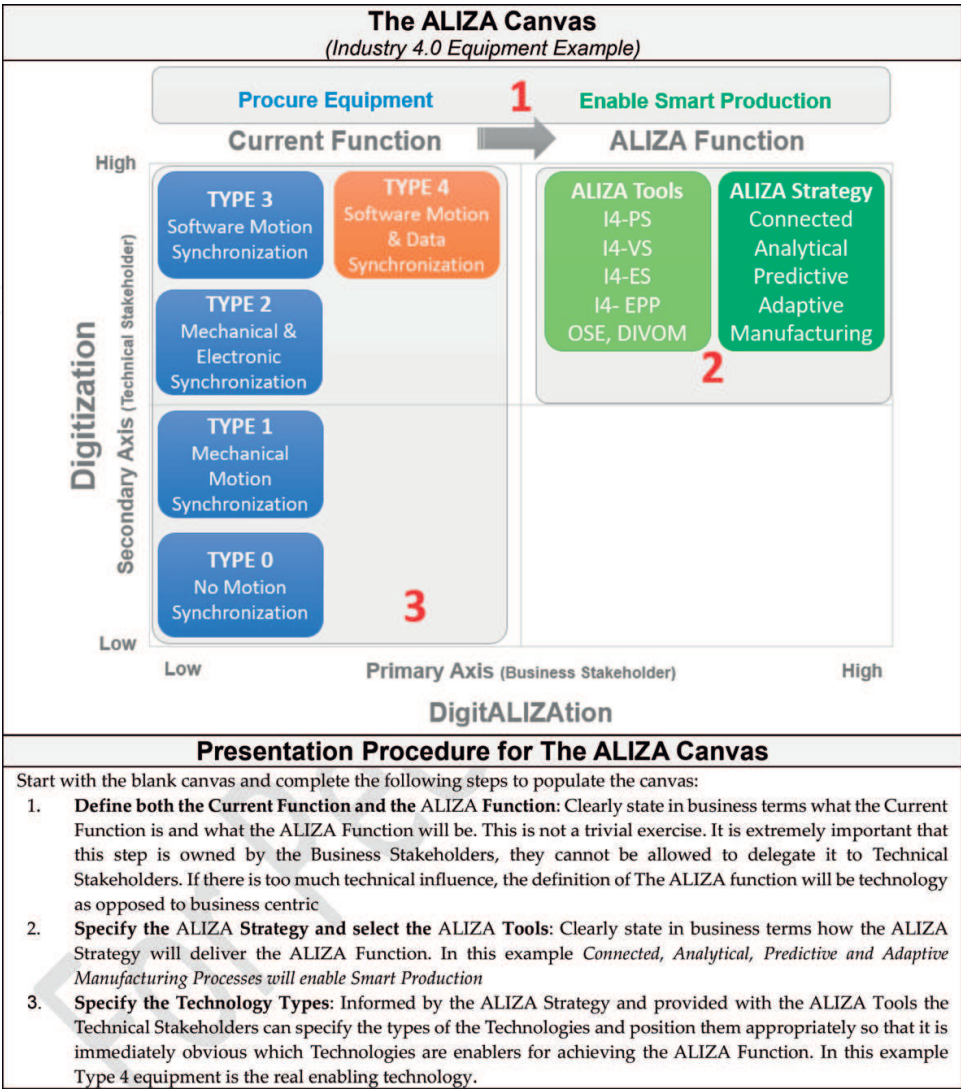 The ALIZA Canvas
(Industry 4.0 Equipment Example)
Procure Equipment
1
Enable Smart Production
Current Function
ALIZA Function
High
TYPE 3
Software Motion
Synchronization
TYPE 4
Software Motion
& Data
Synchronization
ALIZA Tools
I4-PS
I4-VS
I4-ES
I4- EPP
OSE, DIVOM
ALIZA Strategy
Connected
Analytical
Predictive
Adaptive
Manufacturing
2
TYPE 2
Mechanical &
Electronic
Synchronization
TYPE 1
Mechanical
Motion
Synchronization
TYPE 0
No Motion
Synchronization
3
Digitization
Secondary Axis (Technical Stakeholder)
Low
Low
Primary Axis (Business Stakeholder)
High
DigitALIZAtion
Presentation Procedure for The ALIZA Canvas
Start with the blank canvas and complete the following steps to populate the canvas:
1. Define both the Current Function and the ALIZA Function: Clearly state in business terms what the Current
Function is and what the ALIZA Function will be. This is not a trivial exercise. It is extremely important that
this step is owned by the Business Stakeholders, they cannot be allowed to delegate it to Technical
Stakeholders. If there is too much technical influence, the definition of The ALIZA function will be technology
as opposed to business centric
2. Specify the ALIZA Strategy and select the ALIZA Tools: Clearly state in business terms how the ALIZA
Strategy will deliver the ALIZA Function. In this example Connected, Analytical, Predictive and Adaptive
Manufacturing Processes will enable Smart Production
3. Specify the Technology Types: Informed by the ALIZA Strategy and provided with the ALIZA Tools the
Technical Stakeholders can specify the types of the Technologies and position them appropriately so that it is
immediately obvious which Technologies are enablers for achieving the ALIZA Function. In this example
Type 4 equipment is the real enabling technology.